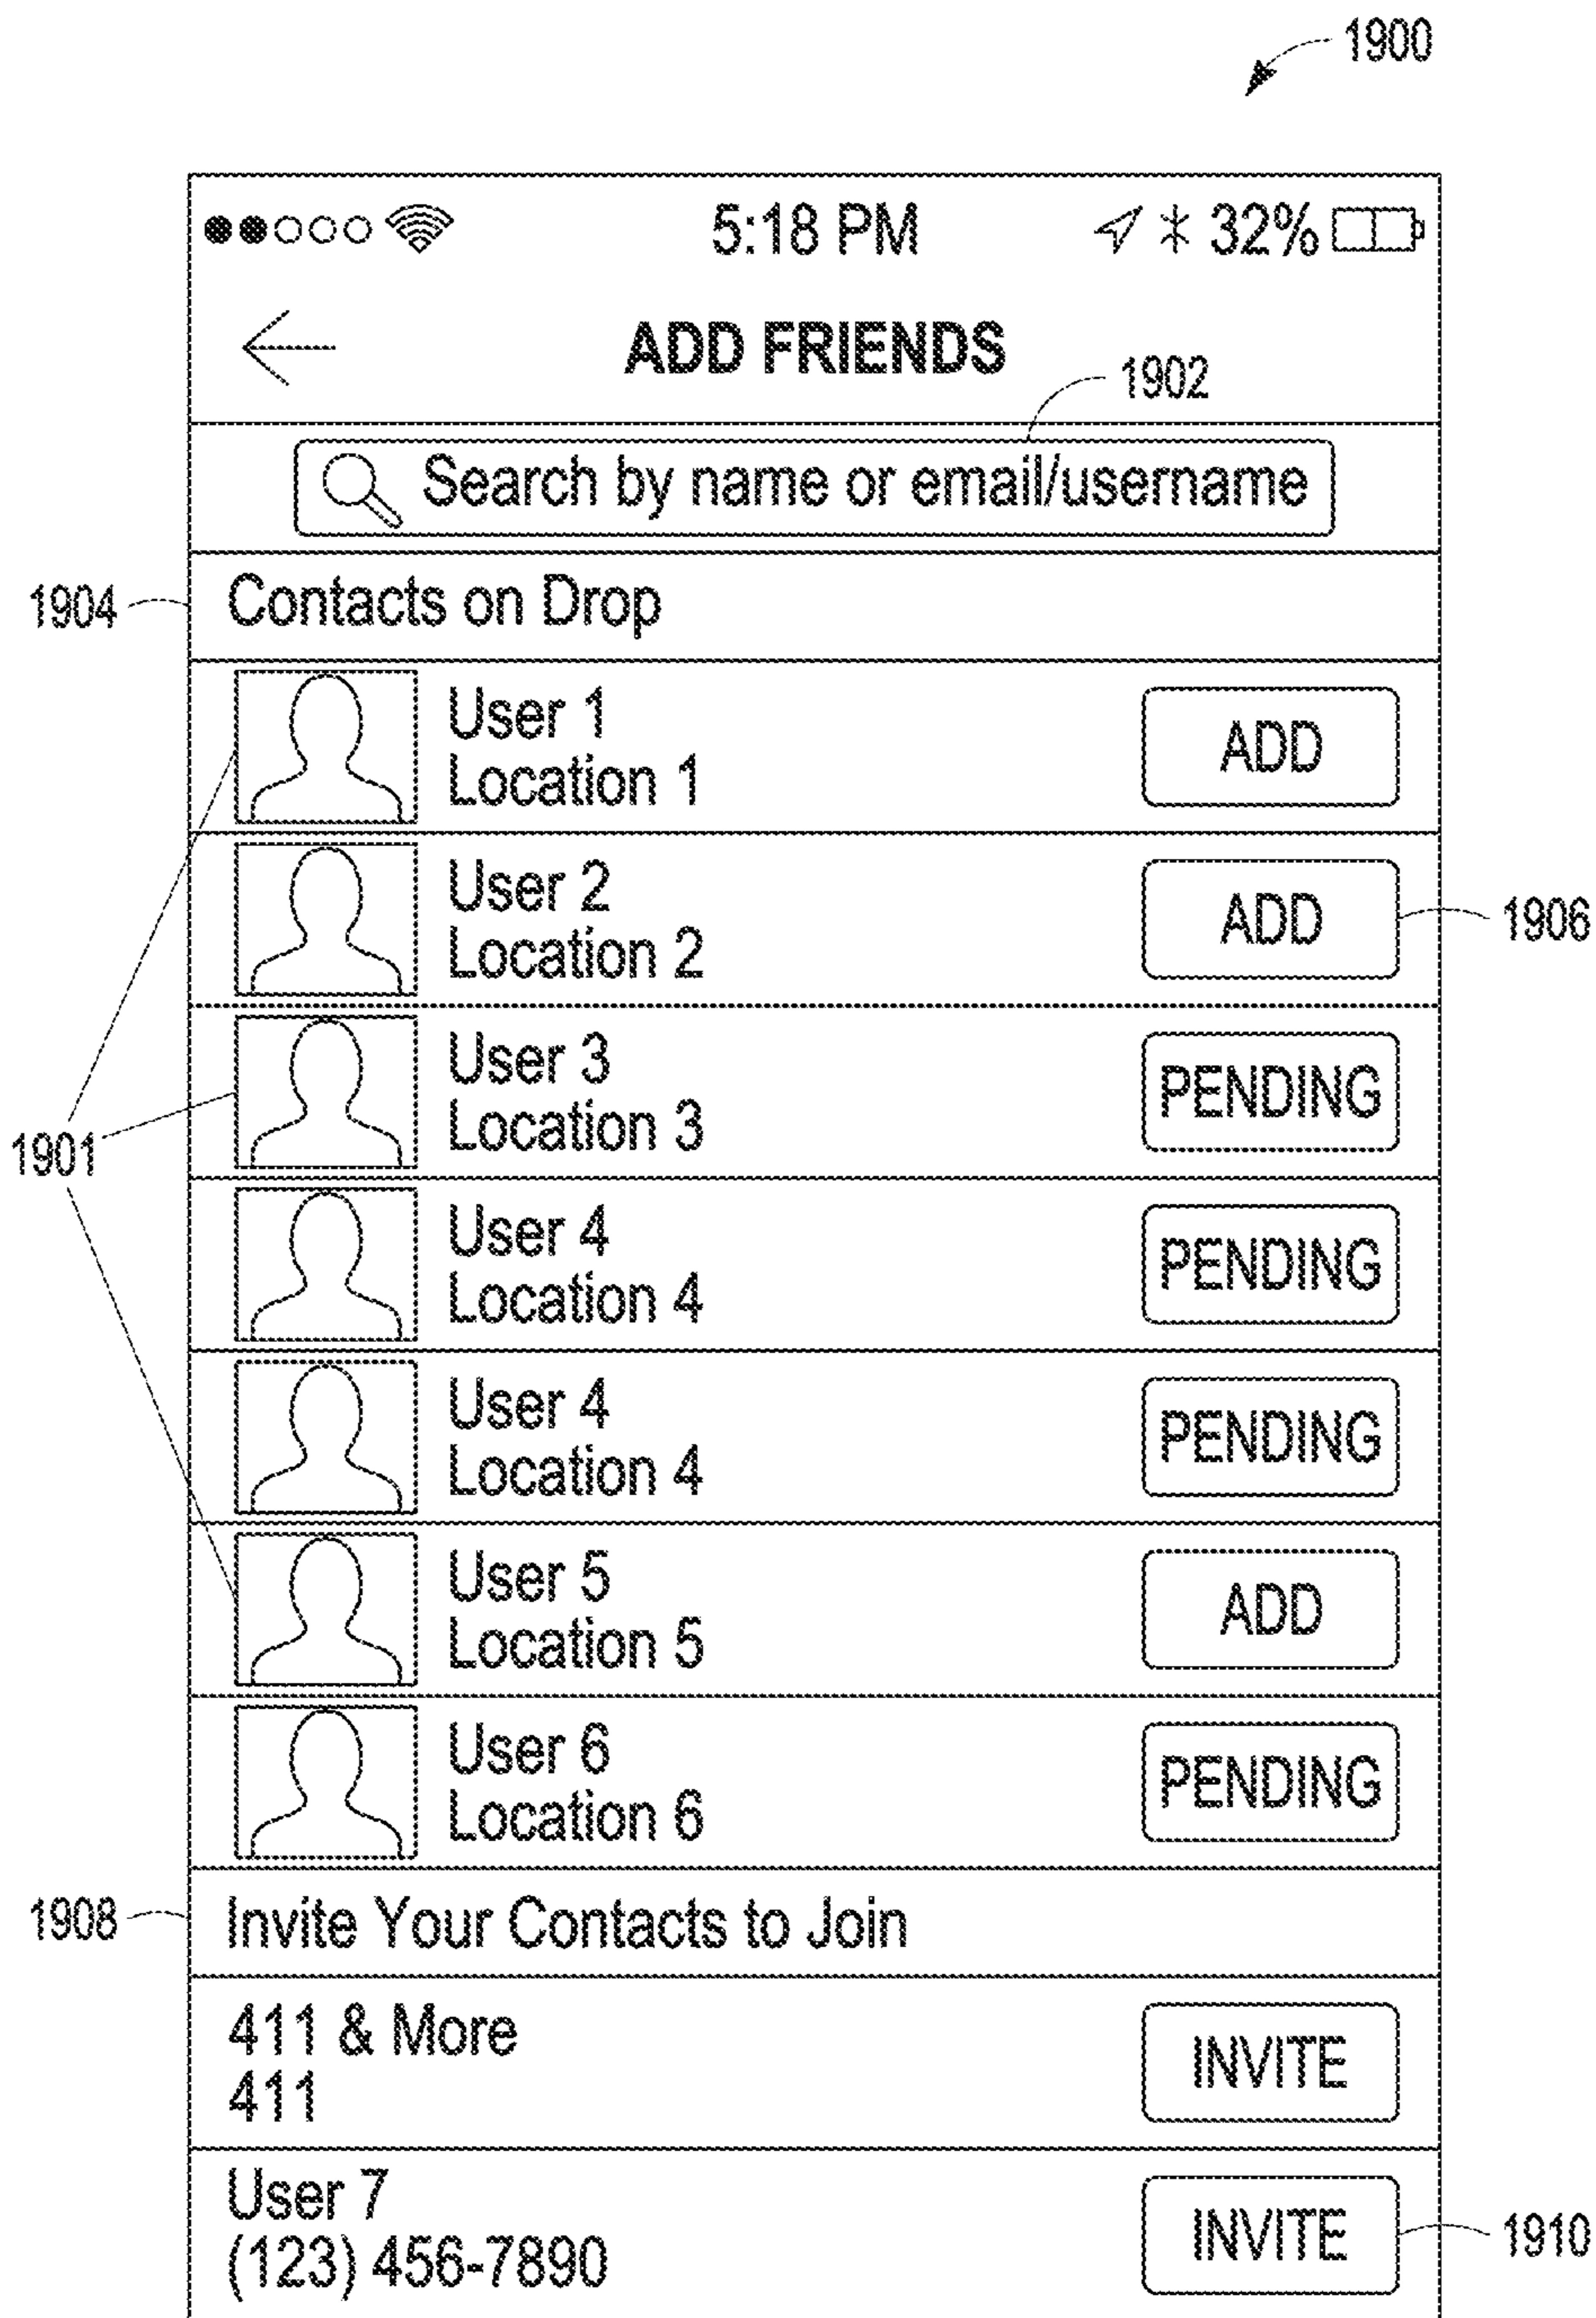 1900
5:18 PM
32%
ADD FRIENDS
1902
Search by name or email/username
1904
Contacts on Drop
User 1
Location 1
ADD
User 2
Location 2
ADD
1906
User 3
Location 3
PENDING
1901
User 4
Location 4
PENDING
User 4
Location 4
PENDING
User 5
Location 5
ADD
User 6
Location 6
PENDING
1908
Invite Your Contacts to Join
411 & More
411
INVITE
User 7
(123) 456-7890
INVITE
1910